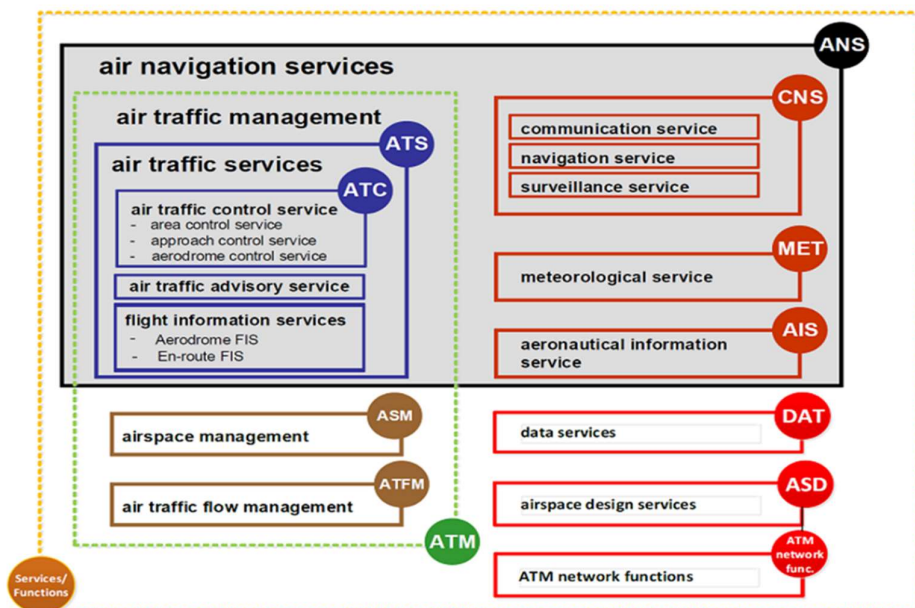 ANS
air navigation services
CNS
air traffic management
communication service
ATS
navigation service
air traffic services
surveillance service
ATC
air traffic control service
- area control service
- approach control service
- aerodrome control service
MET
meteorological service
air traffic advisory service
flight information services
- Aerodrome FIS
- En-route FIS
AIS
aeronautical information
service
ASM
airspace management
DAT
data services
ATFM
air traffic flow management
ASD
airspace design services
ATM
ATM
network
func.
ATM network functions
Services/
Functions